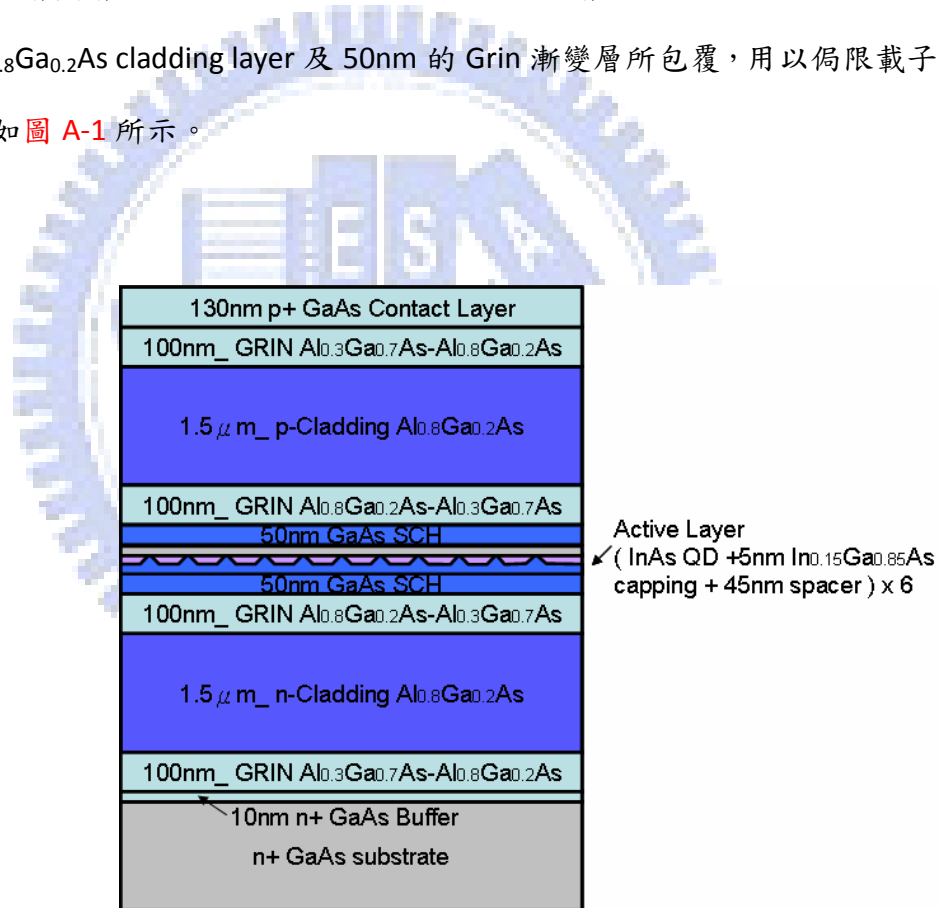 .8Ga0.2As cladding layer 及 50nm 的 Grin 漸變層所包覆，用以侷限載子
如圖 A-1 所示。
ESA
130nm p+ GaAs Contact Layer
100nm_ GRIN Al0.3Ga0.7As-Al0.8Ga0.2As
1.5μm_ p-Cladding Al0.8Ga0.2As
100nm_ GRIN Al0.8Ga0.2As-Al0.3Ga0.7As
50nm GaAs SCH
Active Layer
( InAs QD +5nm In0.15Ga0.85As
capping + 45nm spacer ) x 6
50nm GaAs SCH
100nm_ GRIN Al0.8Ga0.2As-Al0.3Ga0.7As
1.5μm_ n-Cladding Al0.8Ga0.2As
100nm_ GRIN Al0.3Ga0.7As-Al0.8Ga0.2As
10nm n+ GaAs Buffer
n+ GaAs substrate